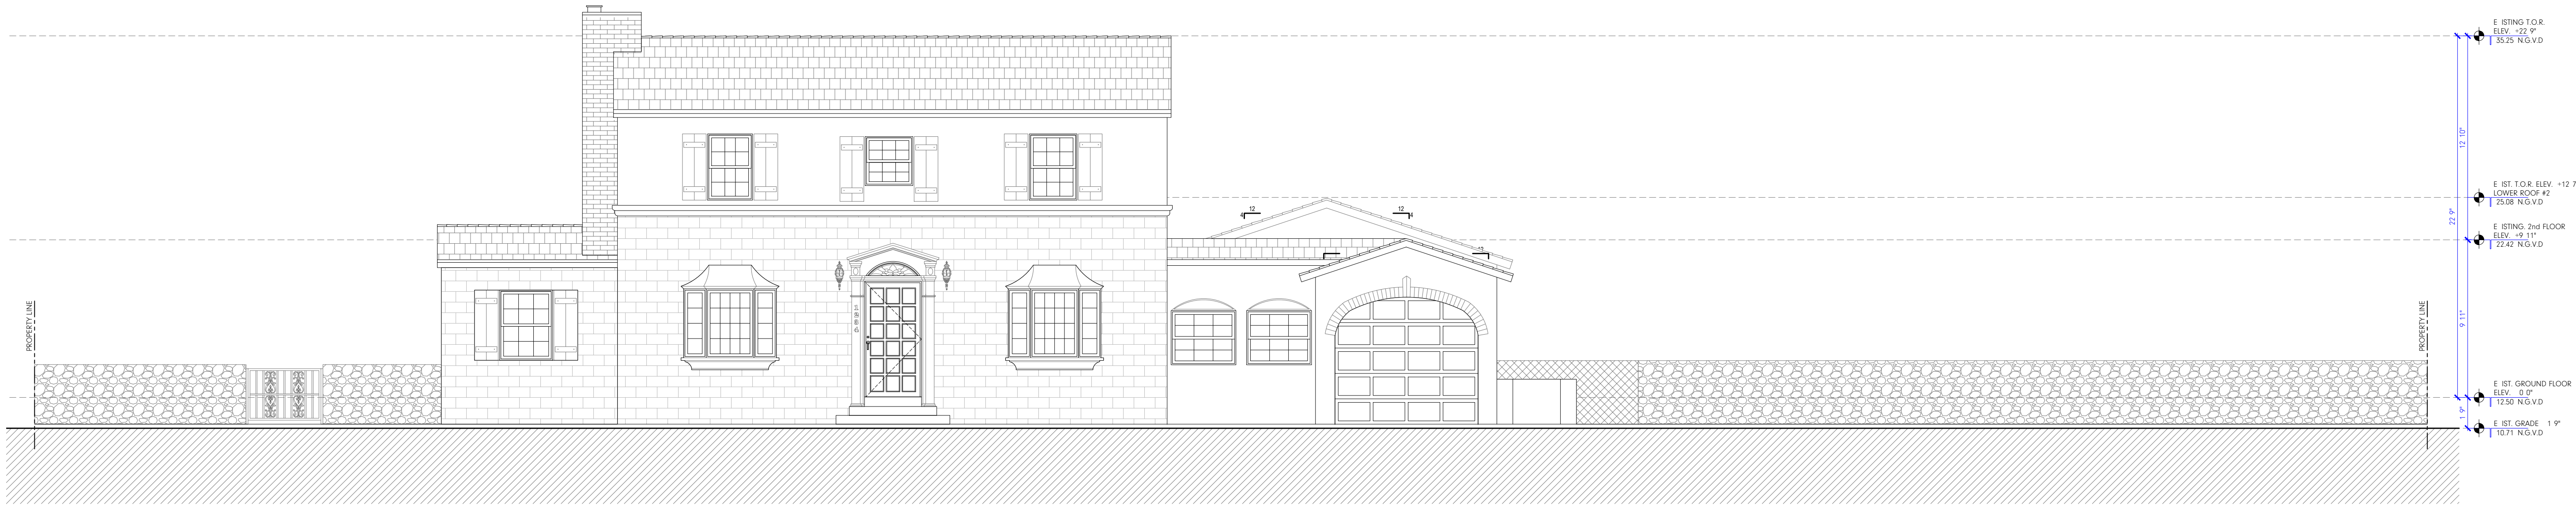 E ISTING T.O.R.
ELEV. +22 9"
35.25 N.G.V.D
12 10"
E IST. T.O.R. ELEV. +12 7
LOWER ROOF #2
25.08 N.G.V.D
12
4
12
4
22 9"
E ISTING. 2nd FLOOR
ELEV. +9 11"
22.42 N.G.V.D
PROPERTY LINE
PROPERTY LINE
9 11"
E IST. GROUND FLOOR
ELEV. 0 0"
12.50 N.G.V.D
1 9"
E IST. GRADE 1 9"
10.71 N.G.V.D